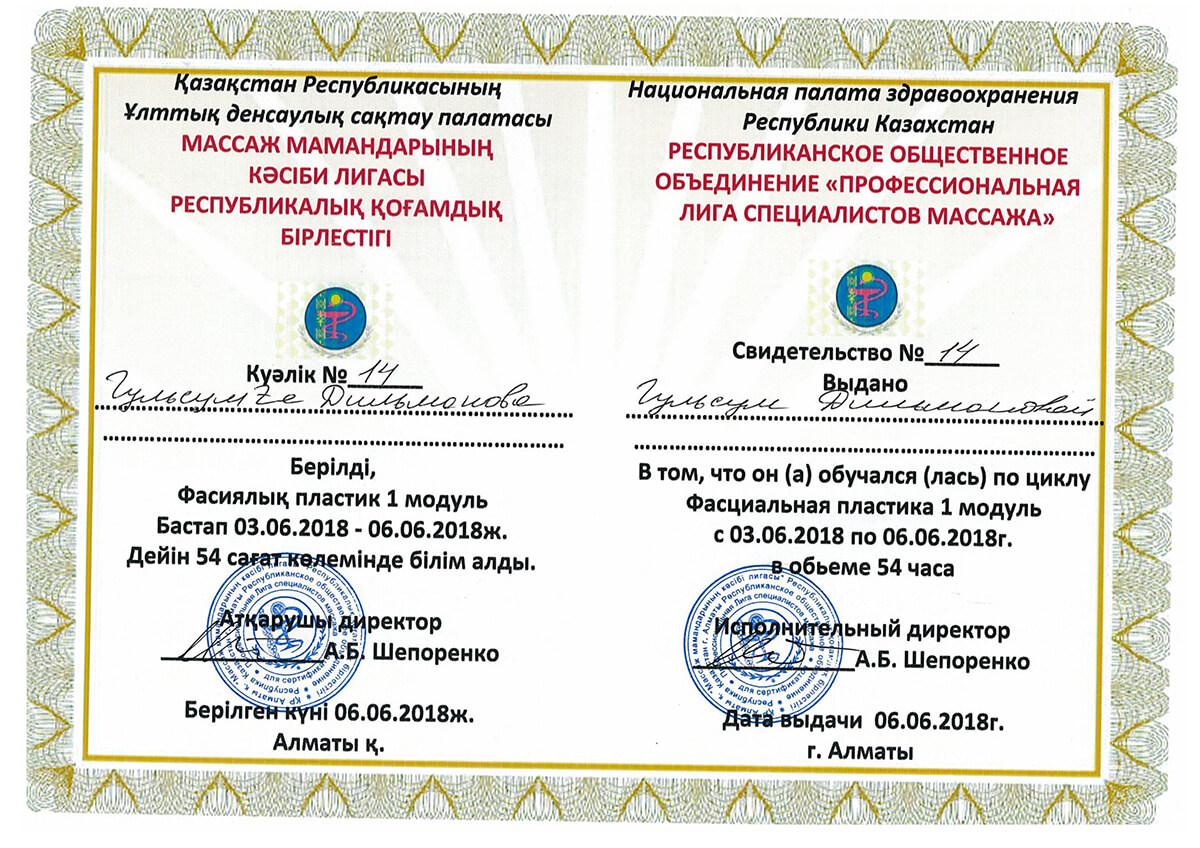 Қазақстан Республикасының
Ұлттық денсаулық сақтау палатасы
МАССАЖ МАМАНДАРЫНЫҢ
КӘСІБИ ЛИГАСЫ
РЕСПУБЛИКАЛЫҚ ҚОҒАМДЫҚ
БІРЛЕСТІГІ
Куәлік № 14
Гульсумға Дильманова
Берілді,
Фасиялық пластик 1 модуль
Бастап 03.06.2018 - 06.06.2018ж.
Дейін 54 сағат көлемінде білім алды.
Атқарушы директор
А.Б. Шепоренко
Берілген күні 06.06.2018ж.
Алматы қ.
Национальная палата здравоохранения
Республики Казахстан
РЕСПУБЛИКАНСКОЕ ОБЩЕСТВЕННОЕ
ОБЪЕДИНЕНИЕ «ПРОФЕССИОНАЛЬНАЯ
ЛИГА СПЕЦИАЛИСТОВ МАССАЖА»
Свидетельство № 14
Выдано
Гульсум Дильмановой
В том, что он (а) обучался (лась) по циклу
Фасциальная пластика 1 модуль
с 03.06.2018 по 06.06.2018г.
в обьеме 54 часа
Исполнительный директор
А.Б. Шепоренко
Дата выдачи 06.06.2018г.
г. Алматы